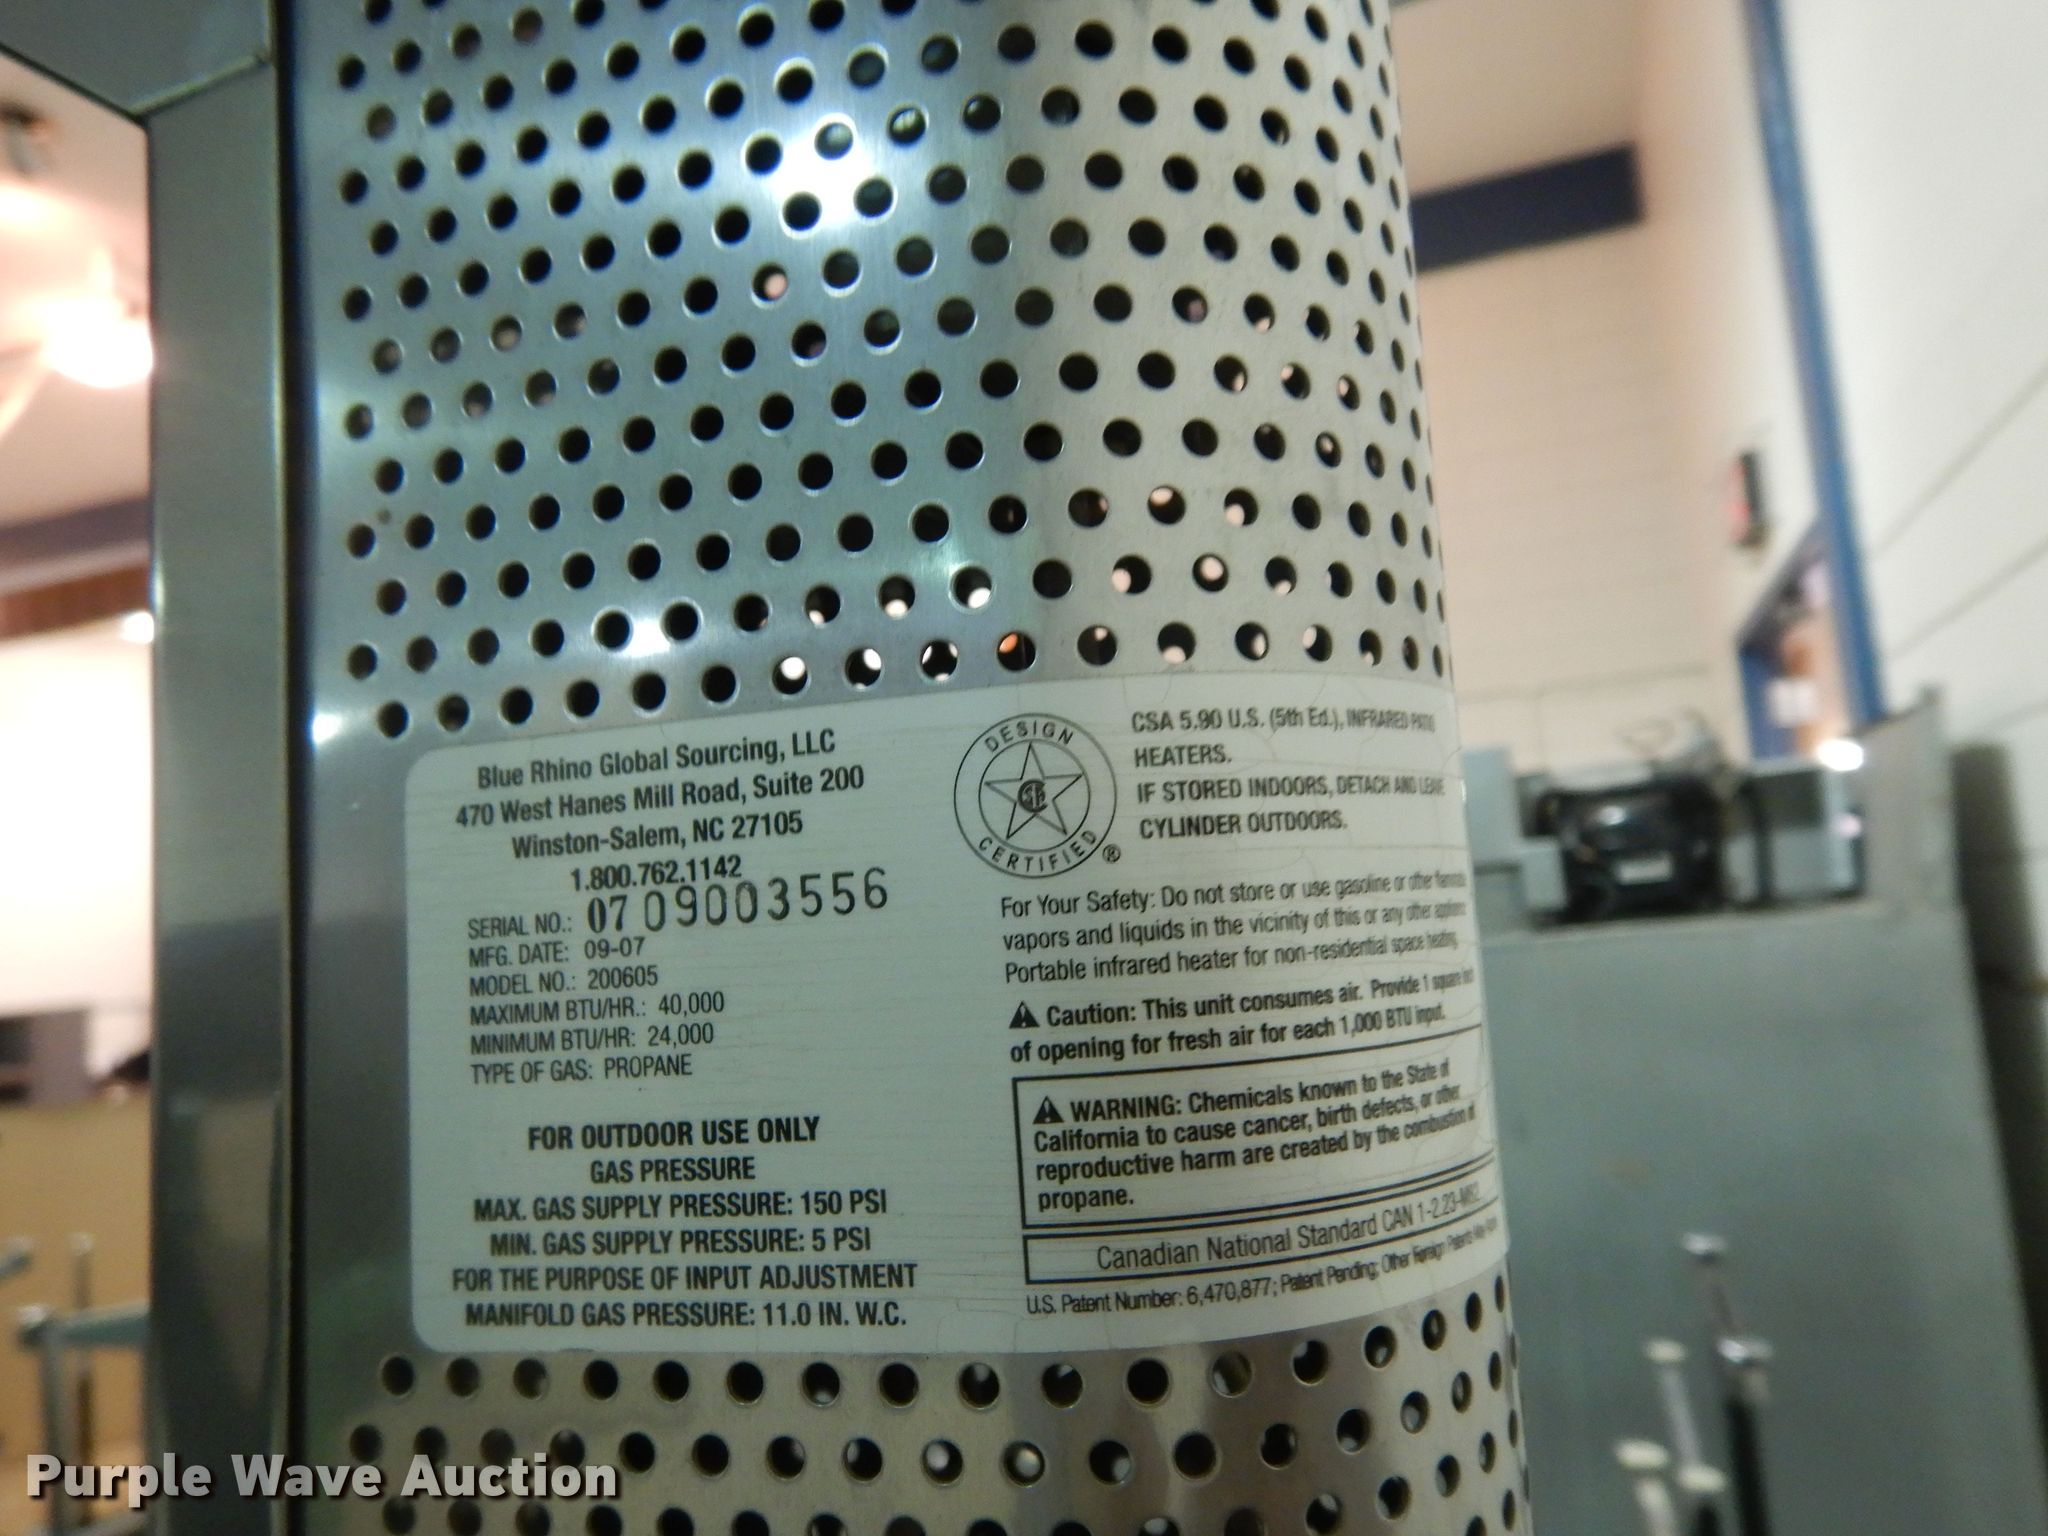 Blue Rhino Global Sourcing, LLC
470 West Hanes Mill Road, Suite 200
Winston-Salem, NC 27105
1.800.762.1142
SERIAL NO.: 0709003556
MFG. DATE: 09-07
MODEL NO.: 200605
MAXIMUM BTU/HR.: 40,000
MINIMUM BTU/HR: 24,000
TYPE OF GAS: PROPANE
FOR OUTDOOR USE ONLY
GAS PRESSURE
MAX. GAS SUPPLY PRESSURE: 150 PSI
MIN. GAS SUPPLY PRESSURE: 5 PSI
FOR THE PURPOSE OF INPUT ADJUSTMENT
MANIFOLD GAS PRESSURE: 11.0 IN. W.C.
DESIGN
CSA
CERTIFIED ®
CSA 5.90 U.S. (5th Ed.), INFRARED PATIO
HEATERS.
IF STORED INDOORS, DETACH AND LEAVE
CYLINDER OUTDOORS.
For Your Safety: Do not store or use gasoline or other
vapors and liquids in the vicinity of this or any other
Portable infrared heater for non-residential space heating.
⚠ Caution: This unit consumes air. Provide 1 square inch
of opening for fresh air for each 1,000 BTU input.
⚠ WARNING: Chemicals known to the State of
California to cause cancer, birth defects, or other
reproductive harm are created by the combustion of
propane.
Canadian National Standard CAN 1-2.23-M82
U.S. Patent Number: 6,470,877; Patent Pending; Other Foreign Patents
Purple Wave Auction